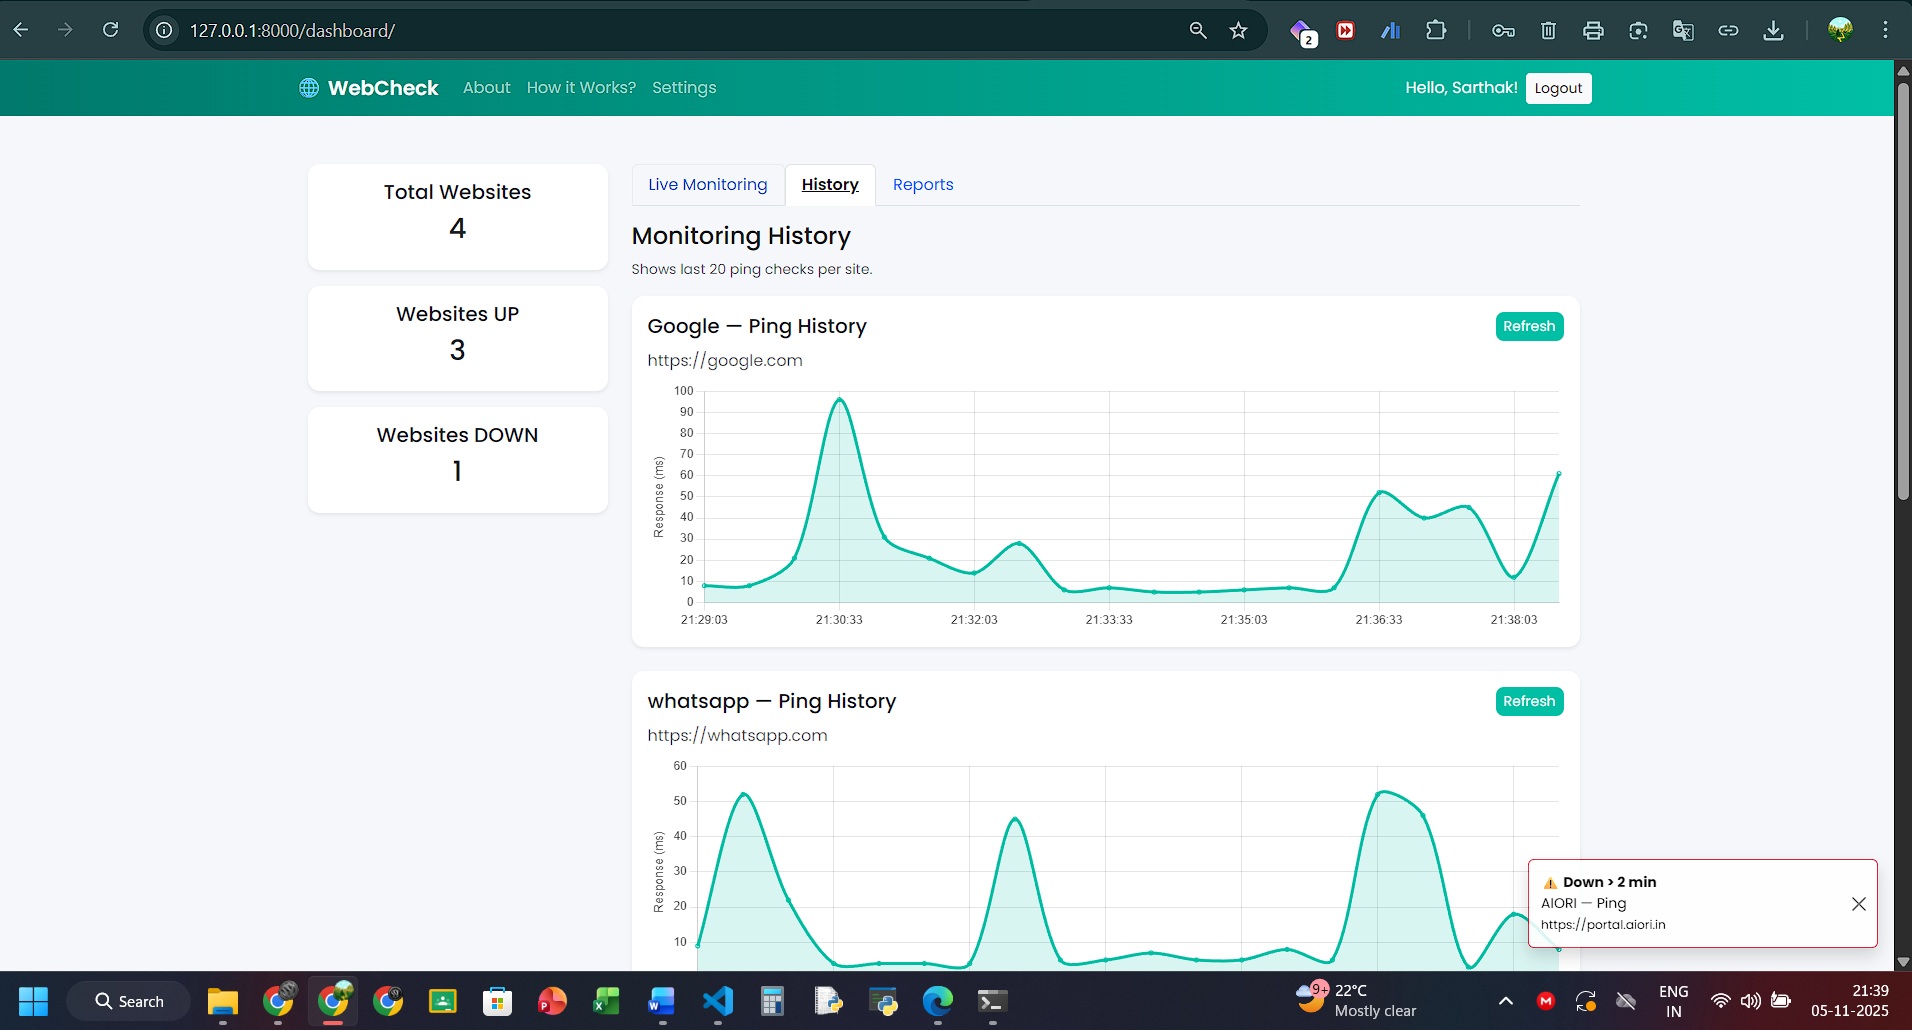 127.0.0.1:8000/dashboard/
2
WebCheck
About
How it Works?
Settings
Hello, Sarthak!
Logout
Total Websites
4
Websites UP
3
Websites DOWN
1
Live Monitoring
History
Reports
Monitoring History
Shows last 20 ping checks per site.
Google — Ping History
Refresh
https://google.com
Response (ms)
100
90
80
70
60
50
40
30
20
10
0
21:29:03
21:30:33
21:32:03
21:33:33
21:35:03
21:36:33
21:38:03
whatsapp — Ping History
Refresh
https://whatsapp.com
Response (ms)
60
50
40
30
20
10
Down > 2 min
AIORI — Ping
https://portal.aiori.in
Search
9+
22°C
Mostly clear
ENG
IN
21:39
05-11-2025